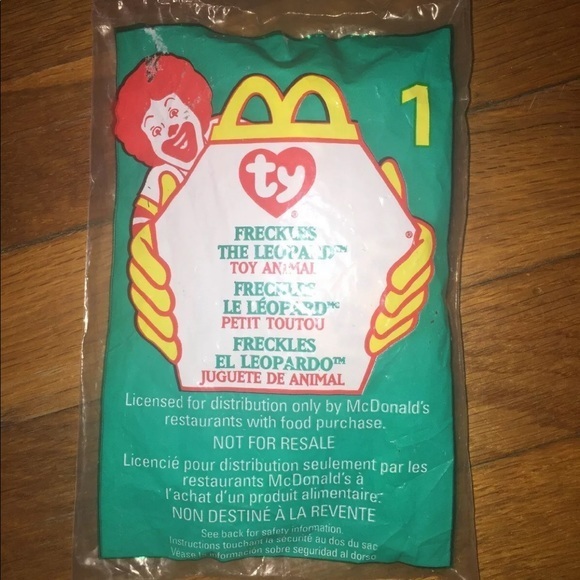 1
ty
®
FRECKLES
THE LEOPARD™
TOY ANIMAL
®
FRECKLES
LE LÉOPARD™
PETIT TOUTOU
FRECKLES
EL LEOPARDO™
JUGUETE DE ANIMAL
Licensed for distribution only by McDonald's
restaurants with food purchase.
NOT FOR RESALE
Licencié pour distribution seulement par les
restaurants McDonald's à
l'achat d'un produit alimentaire.
NON DESTINÉ À LA REVENTE
See back for safety information.
Instructions touchant la sécurité au dos du sac
Véase la información sobre seguridad al dorso